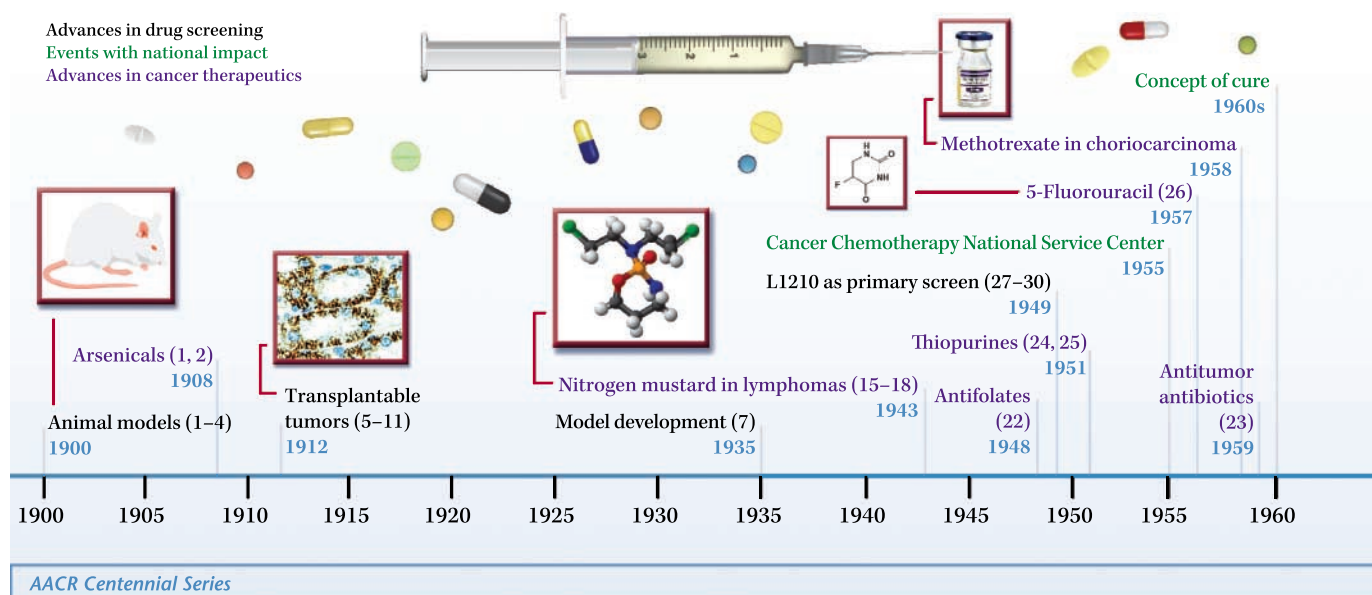 Advances in drug screening
Events with national impact
Advances in cancer therapeutics
3 2 1
Concept of cure
1960s
Methotrexate in choriocarcinoma
1958
H
N
O
NH
F
O
5-Fluorouracil (26)
1957
Cancer Chemotherapy National Service Center
1955
L1210 as primary screen (27–30)
1949
Thiopurines (24, 25)
1951
Arsenicals (1, 2)
1908
Animal models (1–4)
1900
Transplantable
tumors (5–11)
1912
Nitrogen mustard in lymphomas (15–18)
1943
Model development (7)
1935
Antifolates
(22)
1948
Antitumor
antibiotics
(23)
1959
1900 1905 1910 1915 1920 1925 1930 1935 1940 1945 1950 1955 1960
AACR Centennial Series